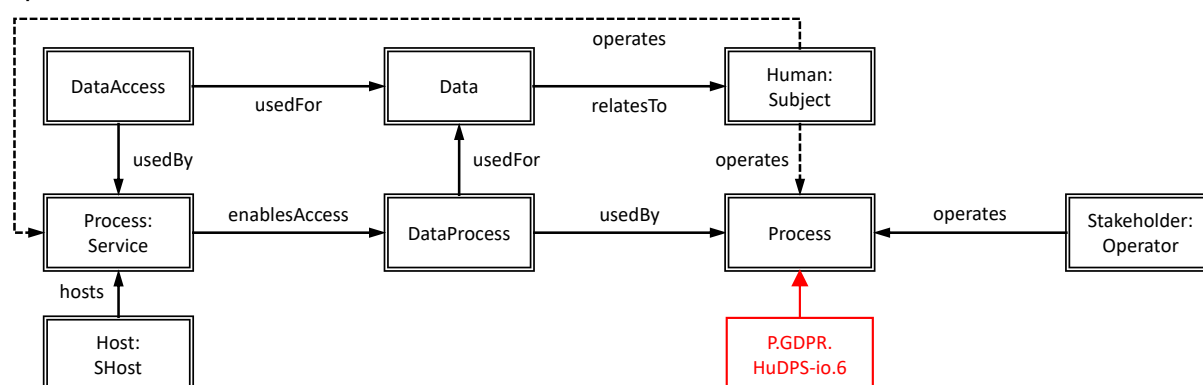 operates
DataAccess
usedFor
Data
relatesTo
Human:
Subject
usedBy
usedFor
operates
Process:
Service
enablesAccess
DataProcess
usedBy
Process
operates
Stakeholder:
Operator
hosts
Host:
SHost
P.GDPR.
HuDPS-io.6